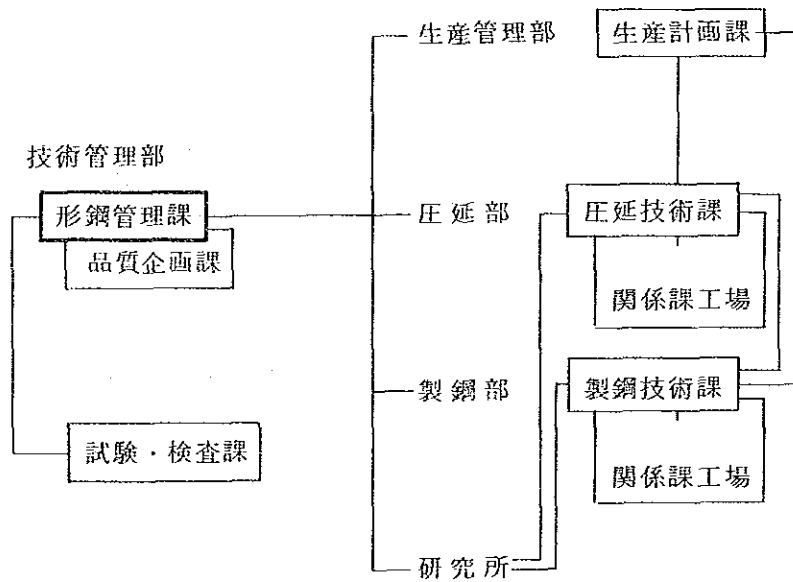 生産管理部 生産計画課
技術管理部
形鋼管理課 圧延部 圧延技術課
品質企画課 関係課工場
製鋼部 製鋼技術課
試験・検査課 関係課工場
研究所